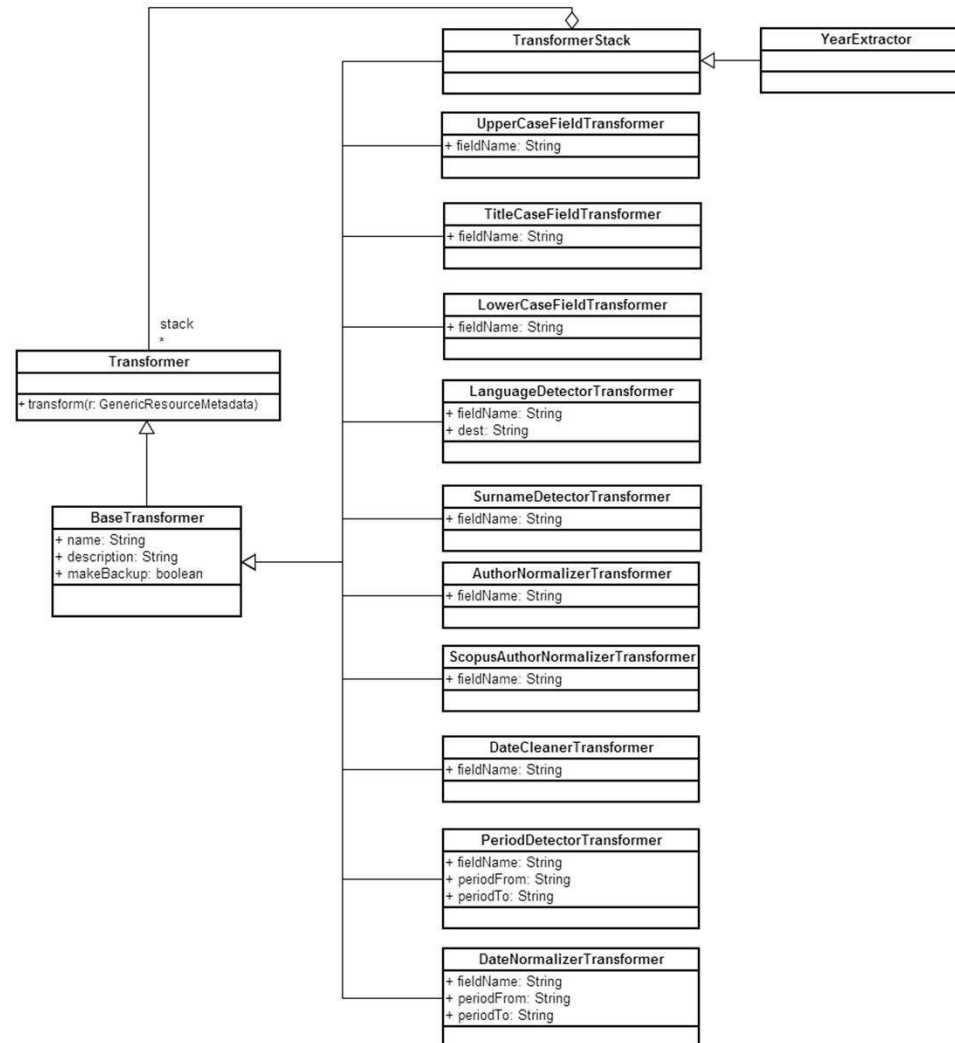 TransformerStack
YearExtractor
UpperCaseFieldTransformer
+ fieldName: String
TitleCaseFieldTransformer
+ fieldName: String
LowerCaseFieldTransformer
+ fieldName: String
stack
*
Transformer
+ transform(r: GenericResourceMetadata)
LanguageDetectorTransformer
+ fieldName: String
+ dest: String
SurnameDetectorTransformer
+ fieldName: String
BaseTransformer
+ name: String
+ description: String
+ makeBackup: boolean
AuthorNormalizerTransformer
+ fieldName: String
ScopusAuthorNormalizerTransformer
+ fieldName: String
DateCleanerTransformer
+ fieldName: String
PeriodDetectorTransformer
+ fieldName: String
+ periodFrom: String
+ periodTo: String
DateNormalizerTransformer
+ fieldName: String
+ periodFrom: String
+ periodTo: String